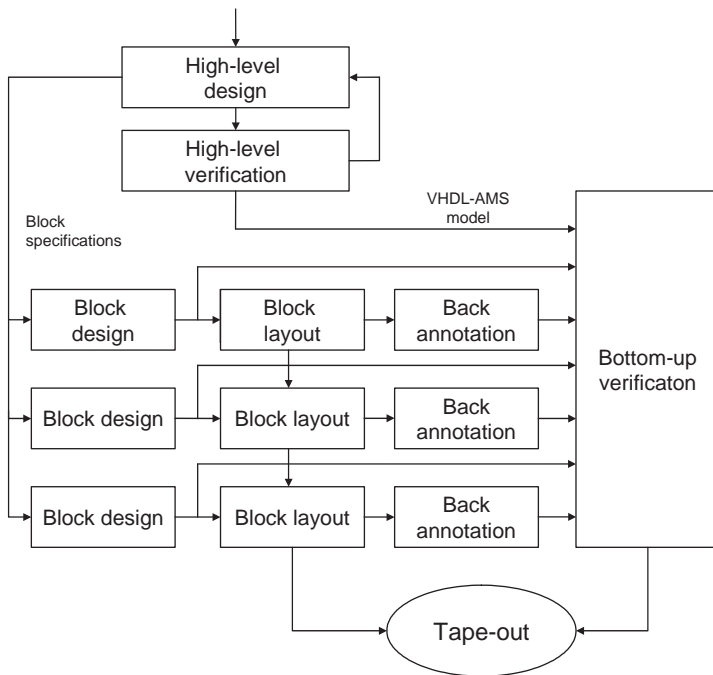 High-level
design
High-level
verification
VHDL-AMS
model
Block
specifications
Block
design
Block
layout
Back
annotation
Bottom-up
verificaton
Block design
Block layout
Back
annotation
Block design
Block layout
Back
annotation
Tape-out